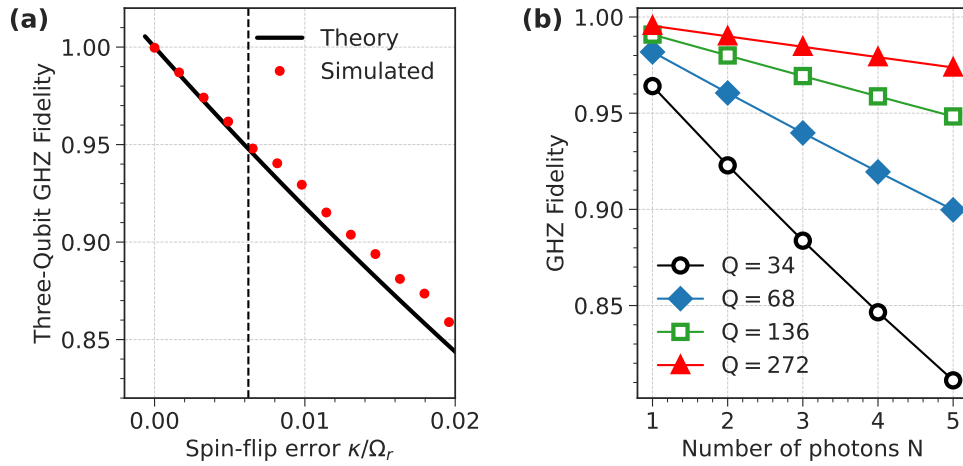 (a)
Three-Qubit GHZ Fidelity
1.00
0.95
0.90
0.85
Theory
Simulated
0.00
0.01
0.02
Spin-flip error κ/Ωᵣ
(b)
GHZ Fidelity
1.00
0.95
0.90
0.85
Q = 34
Q = 68
Q = 136
Q = 272
1
2
3
4
5
Number of photons N